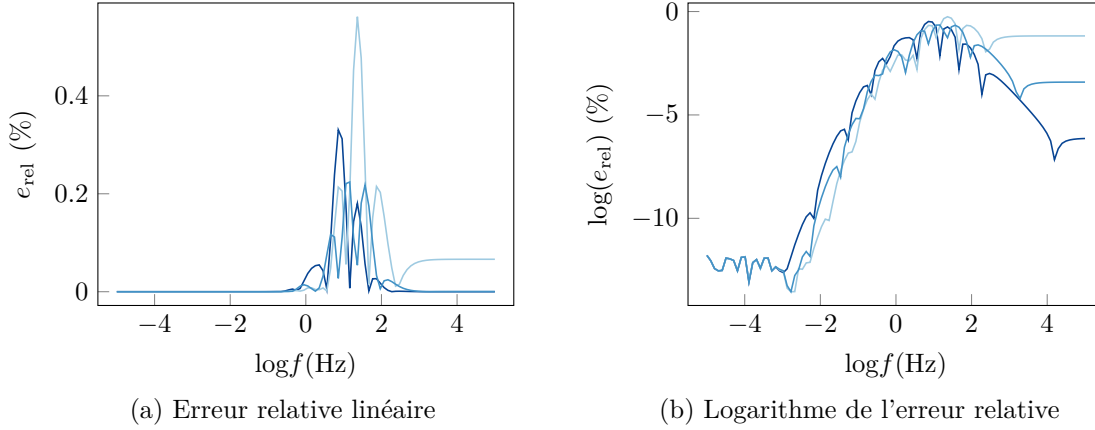 0.4
0.2
0
−4
−2
0
2
4
e_rel (%)
log f(Hz)
(a) Erreur relative linéaire
0
−5
−10
−4
−2
0
2
4
log(e_rel) (%)
log f(Hz)
(b) Logarithme de l'erreur relative